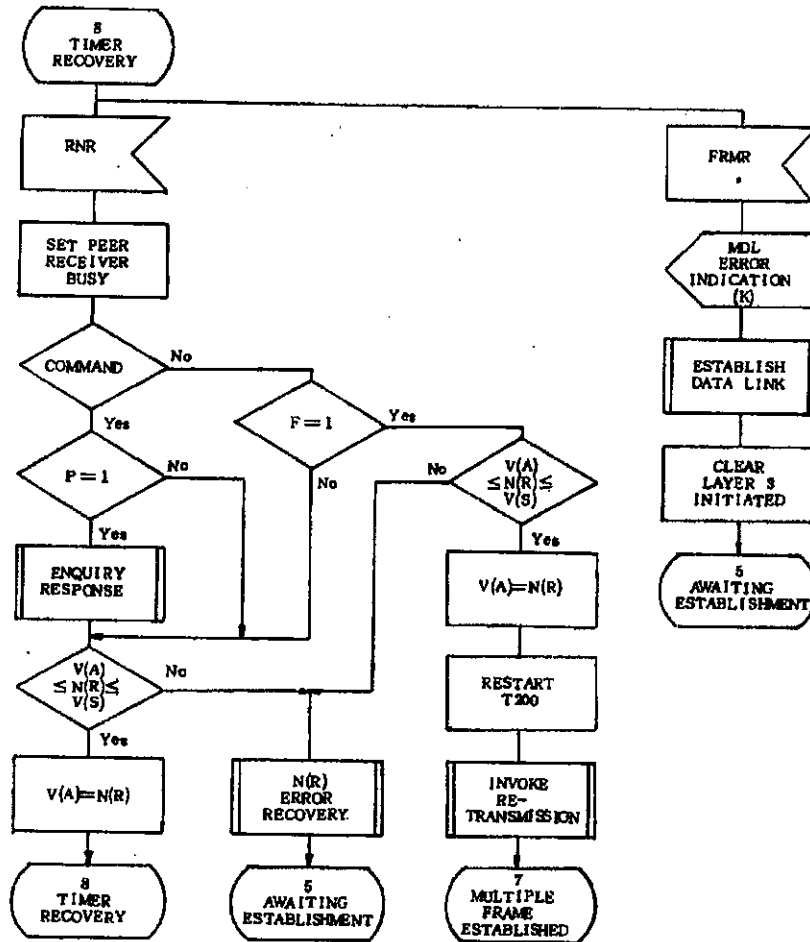 8
TIMER
RECOVERY
RNR
FRMR
SET PEER
RECEIVER
BUSY
MDL
ERROR
INDICATION
(K)
COMMAND
No
Yes
F = 1
Yes
No
ESTABLISH
DATA LINK
P = 1
No
Yes
V(A)
≤ N(R) ≤
V(S)
No
Yes
CLEAR
LAYER 3
INITIATED
ENQUIRY
RESPONSE
V(A)=N(R)
5
AWAITING
ESTABLISHMENT
V(A)
≤ N(R) ≤
V(S)
No
Yes
RESTART
T200
V(A)=N(R)
N(R)
ERROR
RECOVERY.
INVOKE
RE-
TRANSMISSION
8
TIMER
RECOVERY
5
AWAITING
ESTABLISHMENT
7
MULTIPLE
FRAME
ESTABLISHED